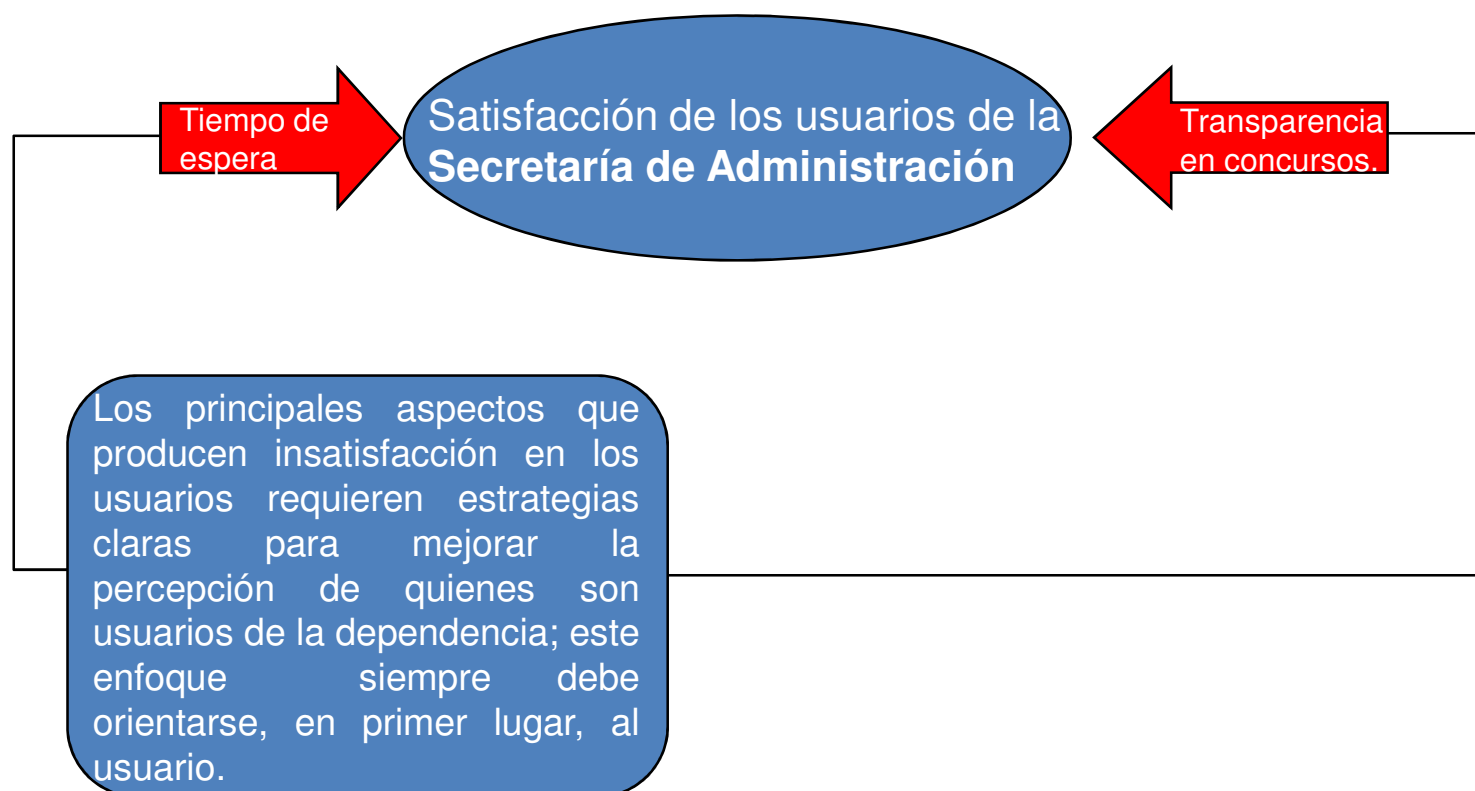 Tiempo de
espera
Satisfacción de los usuarios de la
Secretaría de Administración
Transparencia
en concursos.
Los principales aspectos que
producen insatisfacción en los
usuarios requieren estrategias
claras para mejorar la
percepción de quienes son
usuarios de la dependencia; este
enfoque siempre debe
orientarse, en primer lugar, al
usuario.